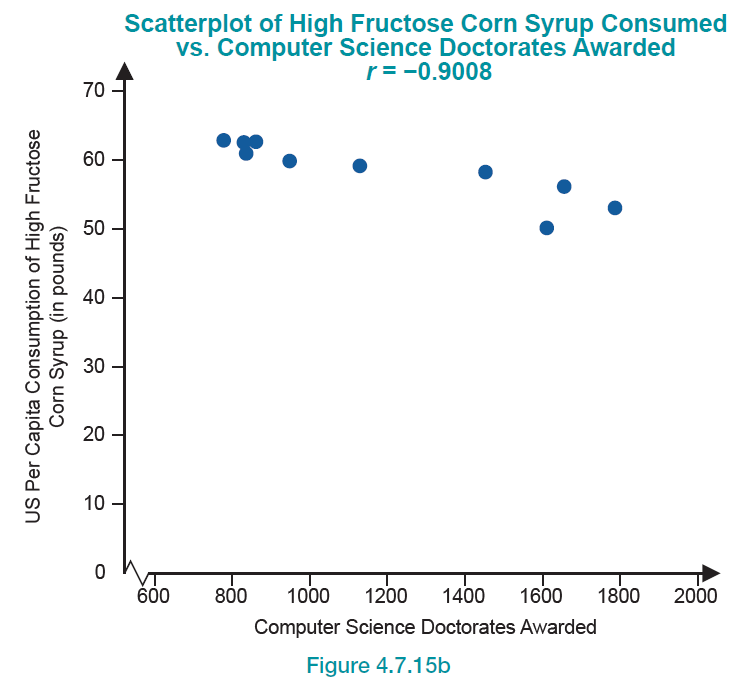 Scatterplot of High Fructose Corn Syrup Consumed
vs. Computer Science Doctorates Awarded
r = −0.9008
US Per Capita Consumption of High Fructose
Corn Syrup (in pounds)
70
60
50
40
30
20
10
0
600 800 1000 1200 1400 1600 1800 2000
Computer Science Doctorates Awarded
Figure 4.7.15b